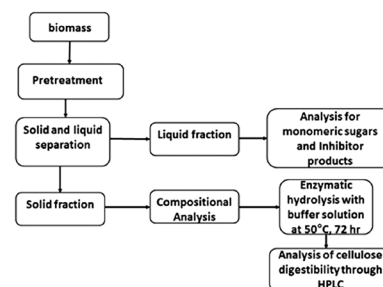 biomass
Pretreatment
Solid and liquid
separation
Liquid fraction
Analysis for
monomeric sugars
and Inhibitor
products
Solid fraction
Compositional
Analysis
Enzymatic
hydrolysis with
buffer solution
at 50°C, 72 hr
Analysis of cellulose
digestibility through
HPLC